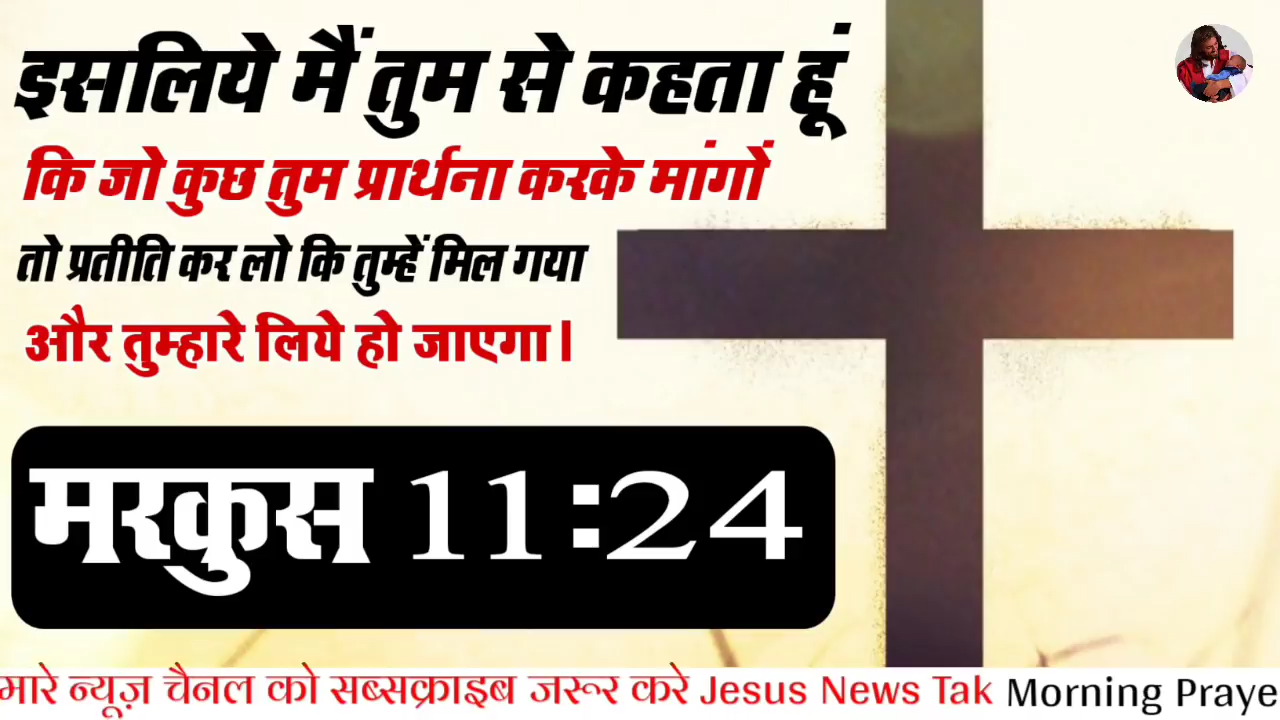 इसलिये मैं तुम से कहता हूं
कि जो कुछ तुम प्रार्थना करके मांगों
तो प्रतीति कर लो कि तुम्हें मिल गया
और तुम्हारे लिये हो जाएगा।
मरकुस 11:24
मारे न्यूज़ चैनल को सब्सक्राइब जरूर करे Jesus News Tak Morning Praye